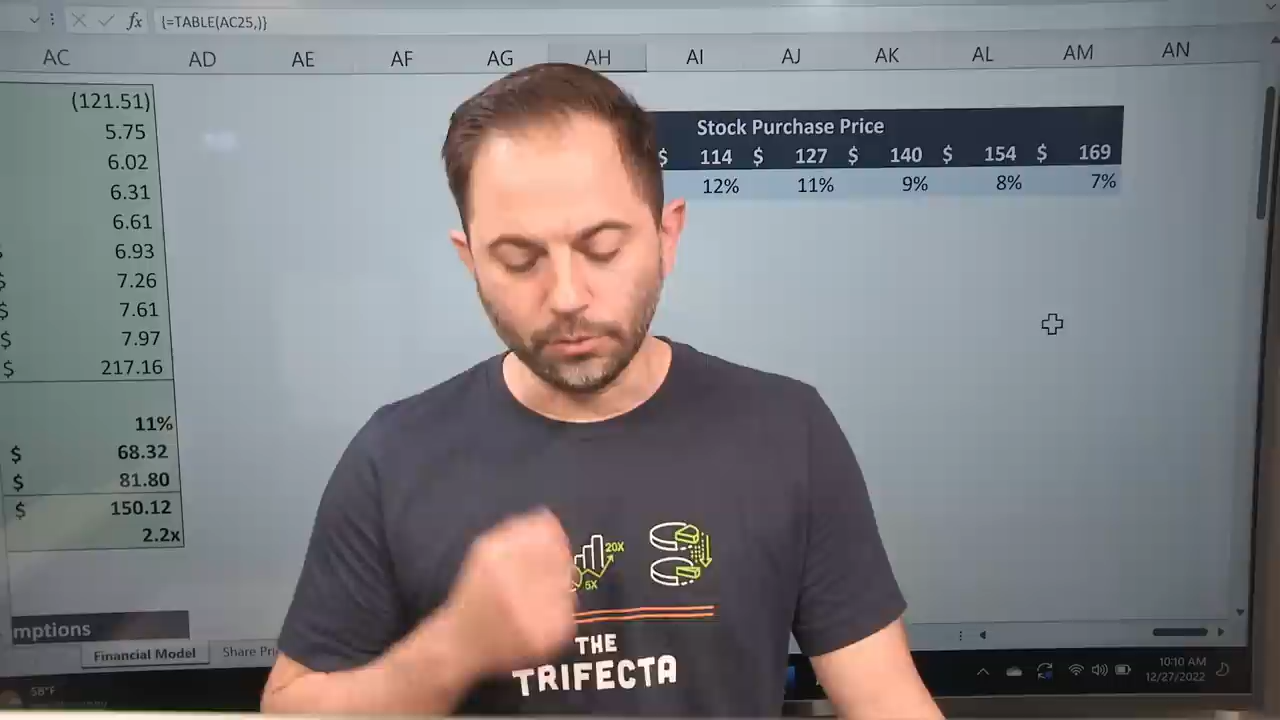 fx {=TABLE(AC25,)}
AC AD AE AF AG AH AI AJ AK AL AM AN
(121.51)
5.75
6.02
6.31
6.61
6.93
$ 7.26
$ 7.61
$ 7.97
$ 217.16
11%
$ 68.32
$ 81.80
$ 150.12
2.2x
mptions
Stock Purchase Price
$ 114 $ 127 $ 140 $ 154 $ 169
12% 11% 9% 8% 7%
20X
5X
THE
TRIFECTA
Financial Model Share Pri
58°F
10:10 AM
12/27/2022